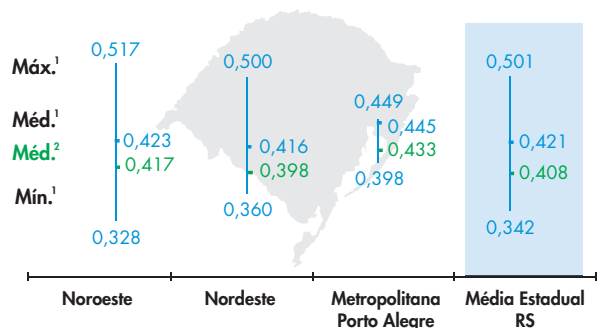 0,517
0,500
0,501
Máx.¹
0,449
Méd.¹
0,423
0,416
0,445
0,421
Méd.²
0,417
0,398
0,433
0,408
Mín.¹
0,328
0,360
0,398
0,342
Noroeste
Nordeste
Metropolitana
Porto Alegre
Média Estadual
RS